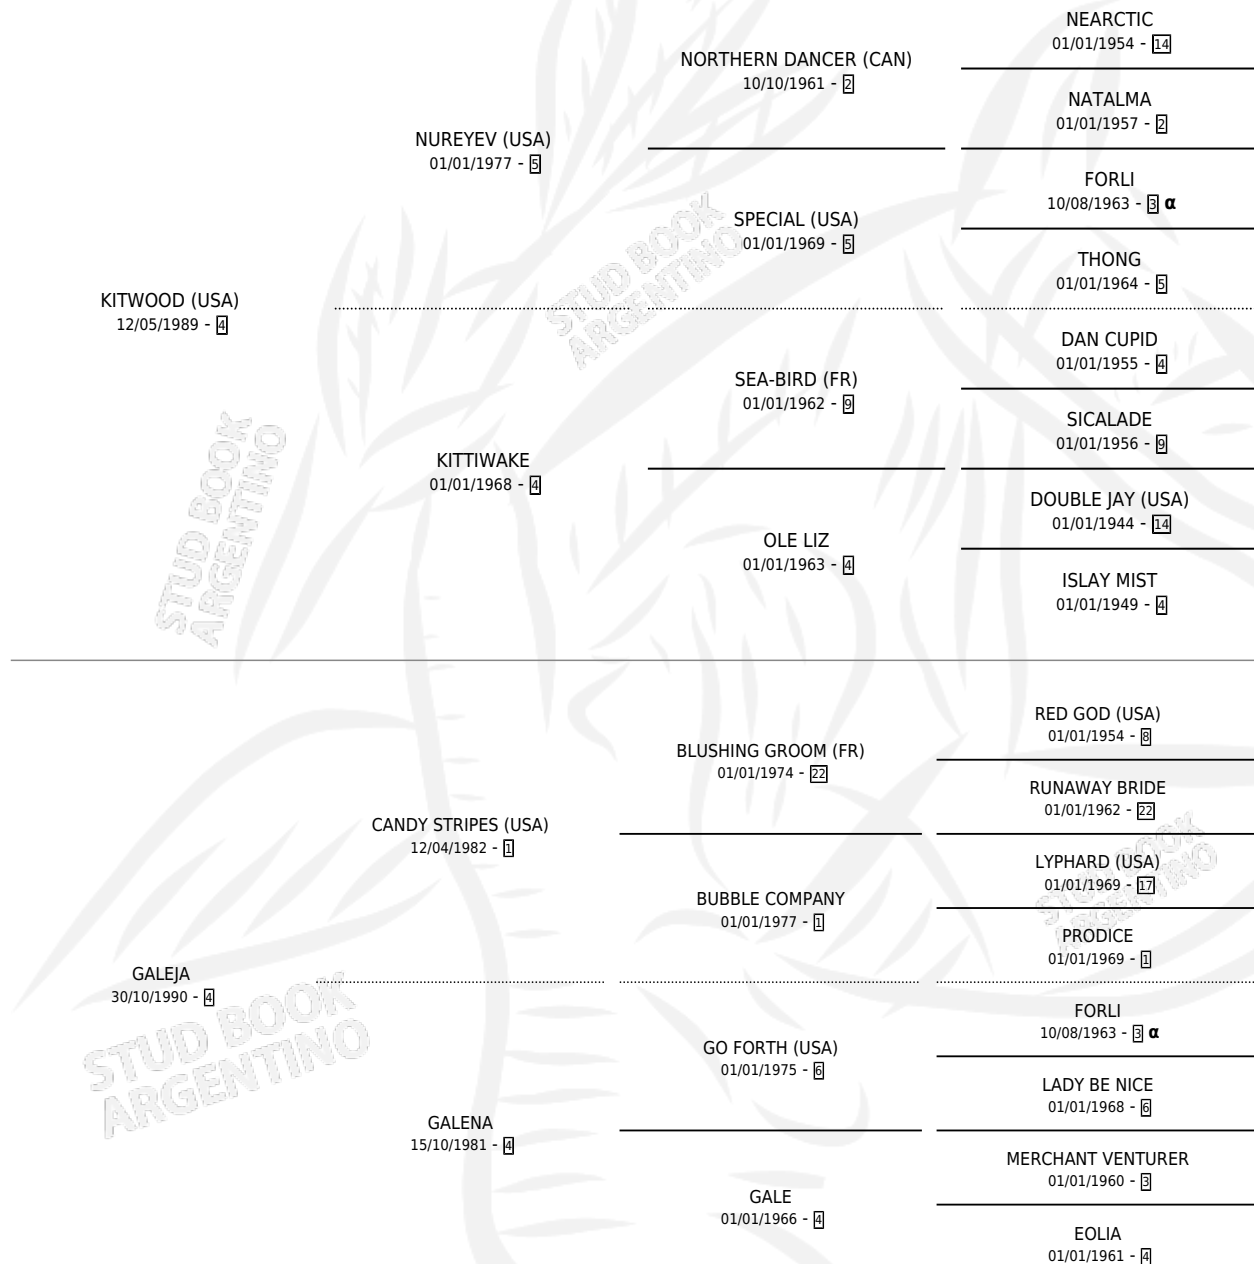 NEARCTIC
01/01/1954 - 14
NORTHERN DANCER (CAN)
10/10/1961 - 2
NATALMA
01/01/1957 - 2
NUREYEV (USA)
01/01/1977 - 5
FORLI
10/08/1963 - 3 α
SPECIAL (USA)
01/01/1969 - 5
THONG
01/01/1964 - 5
KITWOOD (USA)
12/05/1989 - 4
DAN CUPID
01/01/1955 - 4
SEA-BIRD (FR)
01/01/1962 - 9
SICALADE
01/01/1956 - 9
KITTIWAKE
01/01/1968 - 4
DOUBLE JAY (USA)
01/01/1944 - 14
OLE LIZ
01/01/1963 - 4
ISLAY MIST
01/01/1949 - 4
RED GOD (USA)
01/01/1954 - 8
BLUSHING GROOM (FR)
01/01/1974 - 22
RUNAWAY BRIDE
01/01/1962 - 22
CANDY STRIPES (USA)
12/04/1982 - 1
LYPHARD (USA)
01/01/1969 - 17
BUBBLE COMPANY
01/01/1977 - 1
PRODICE
01/01/1969 - 1
GALEJA
30/10/1990 - 4
FORLI
10/08/1963 - 3 α
GO FORTH (USA)
01/01/1975 - 6
LADY BE NICE
01/01/1968 - 6
GALENA
15/10/1981 - 4
MERCHANT VENTURER
01/01/1960 - 3
GALE
01/01/1966 - 4
EOLIA
01/01/1961 - 4
STUD BOOK
ARGENTINO
STUD BOOK
ARGENTINO
STUD BOOK
ARGENTINO
STUD BOOK
ARGENTINO